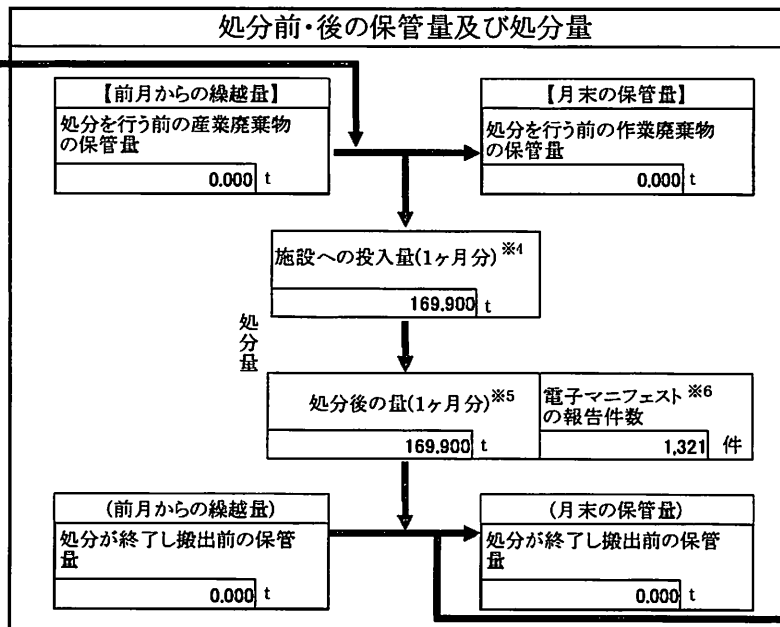 処分前・後の保管量及び処分量
【前月からの繰越量】
処分を行う前の産業廃棄物
の保管量
0.000 t
【月末の保管量】
処分を行う前の作業廃棄物
の保管量
0.000 t
施設への投入量(1ヶ月分)※4
169.900 t
処分量
処分後の量(1ヶ月分)※5
169.900 t
電子マニフェスト※6
の報告件数
1,321 件
(前月からの繰越量)
処分が終了し搬出前の保管
量
0.000 t
(月末の保管量)
処分が終了し搬出前の保管
量
0.000 t